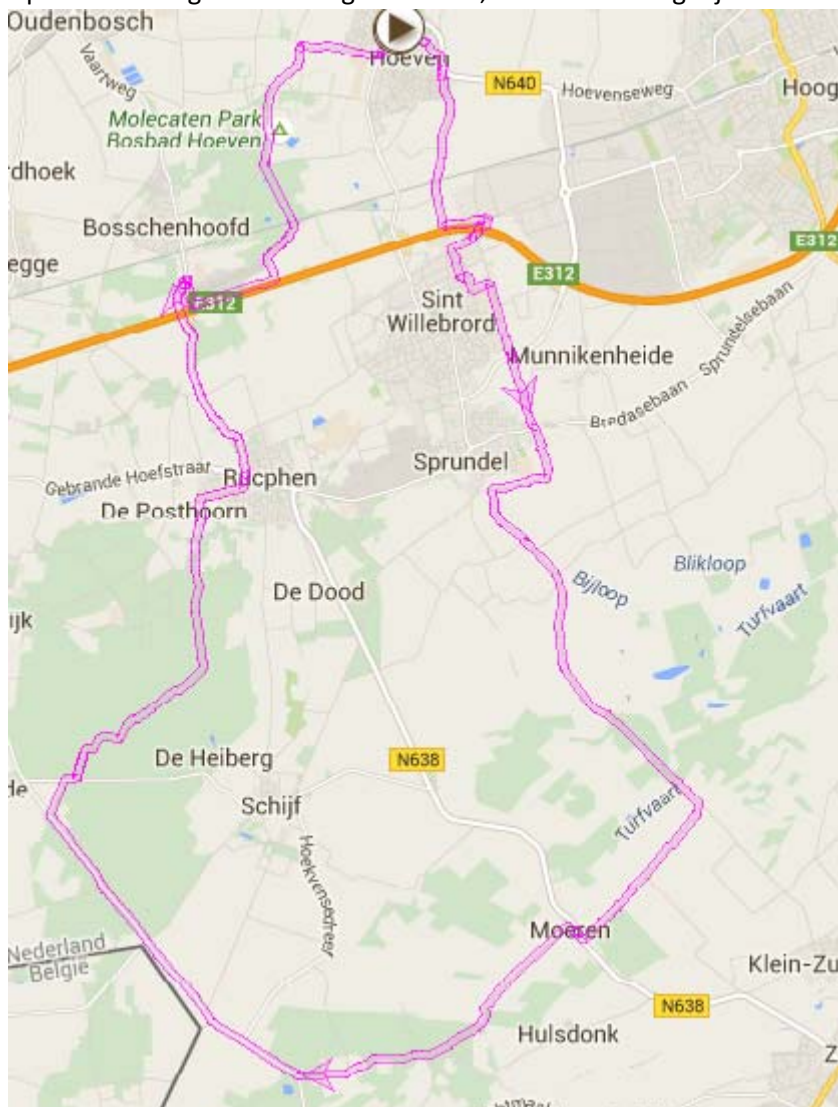 Oudenbosch
Hoeven
Vaartweg
N640
Hoevenseweg
Hoog
Molecaten Park
Bosbad Hoeven
rdhoek
Bosschenhoofd
egge
E312
E312
E312
Sint
Willebrord
Munnikenheide
Sprundelsebaan
Bredasebaan
Gebrande Hoefstraat
Rucphen
Sprundel
De Posthoorn
De Dood
Bijloop
Blikloop
Turfvaart
ijk
De Heiberg
N638
de
Schijf
Turfvaart
Moeren
Nederland
België
Klein-Zu
N638
Hulsdonk
Z